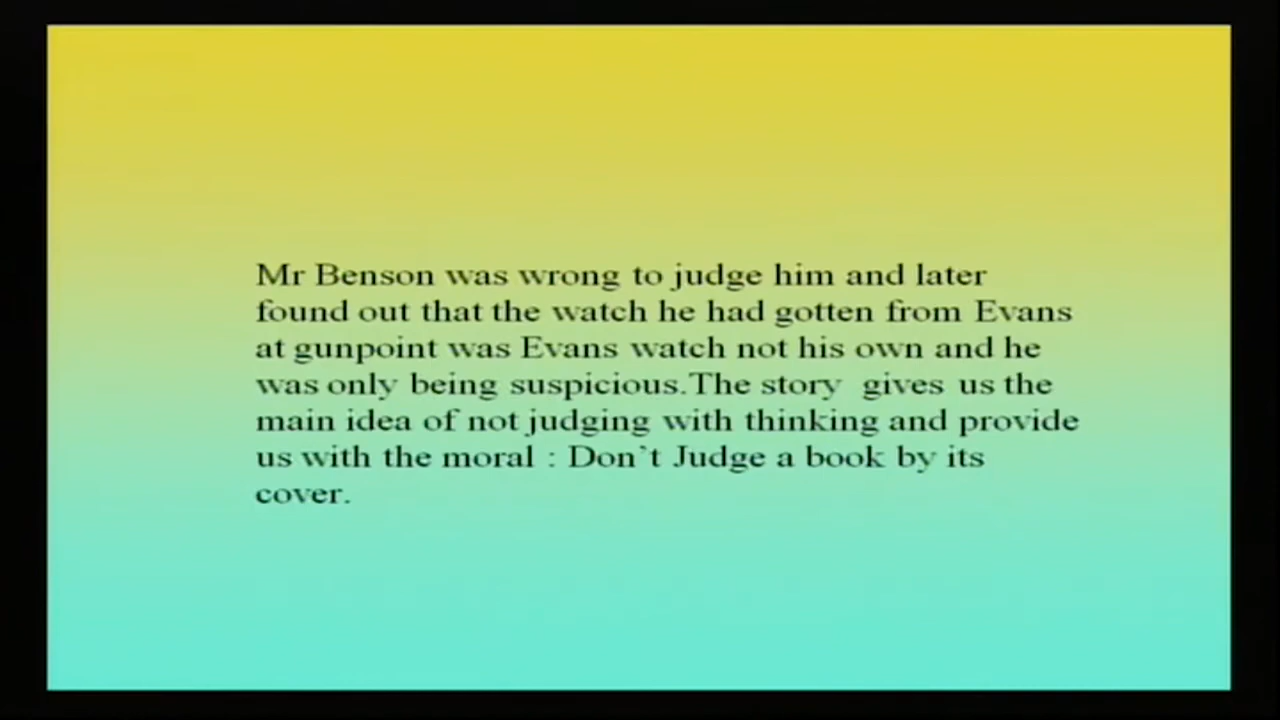 Mr Benson was wrong to judge him and later
found out that the watch he had gotten from Evans
at gunpoint was Evans watch not his own and he
was only being suspicious.The story  gives us the
main idea of not judging with thinking and provide
us with the moral : Don`t Judge a book by its
cover.